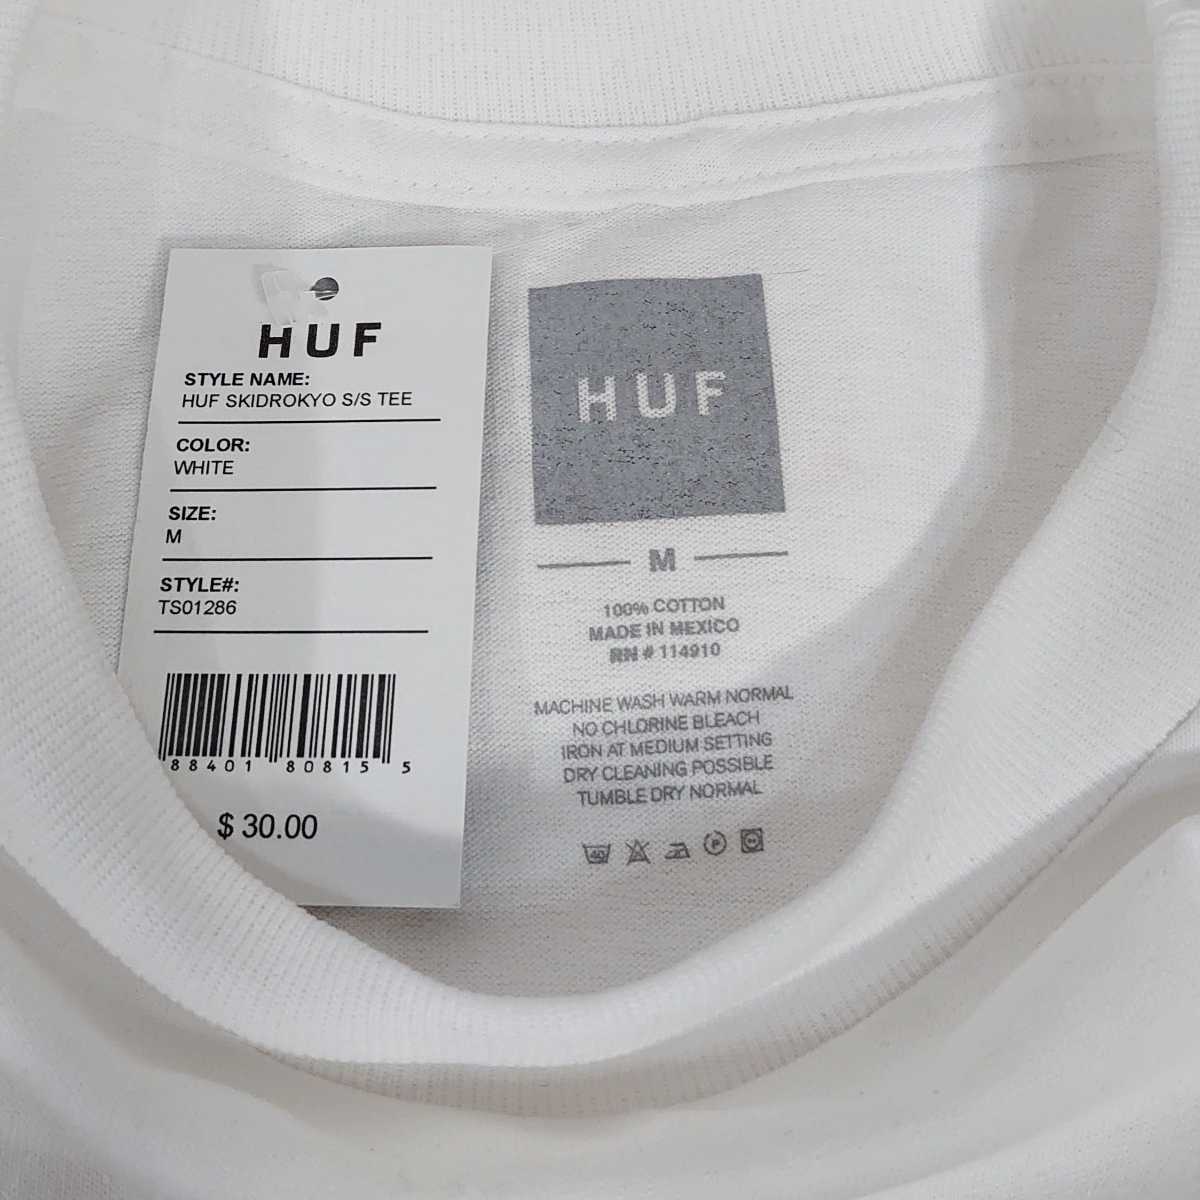 HUF
STYLE NAME:
HUF SKIDROKYO S/S TEE
COLOR:
WHITE
SIZE:
M
STYLE#:
TS01286
88401 80815 5
$ 30.00
HUF
M
100% COTTON
MADE IN MEXICO
RN # 114910
MACHINE WASH WARM NORMAL
NO CHLORINE BLEACH
IRON AT MEDIUM SETTING
DRY CLEANING POSSIBLE
TUMBLE DRY NORMAL
40 P